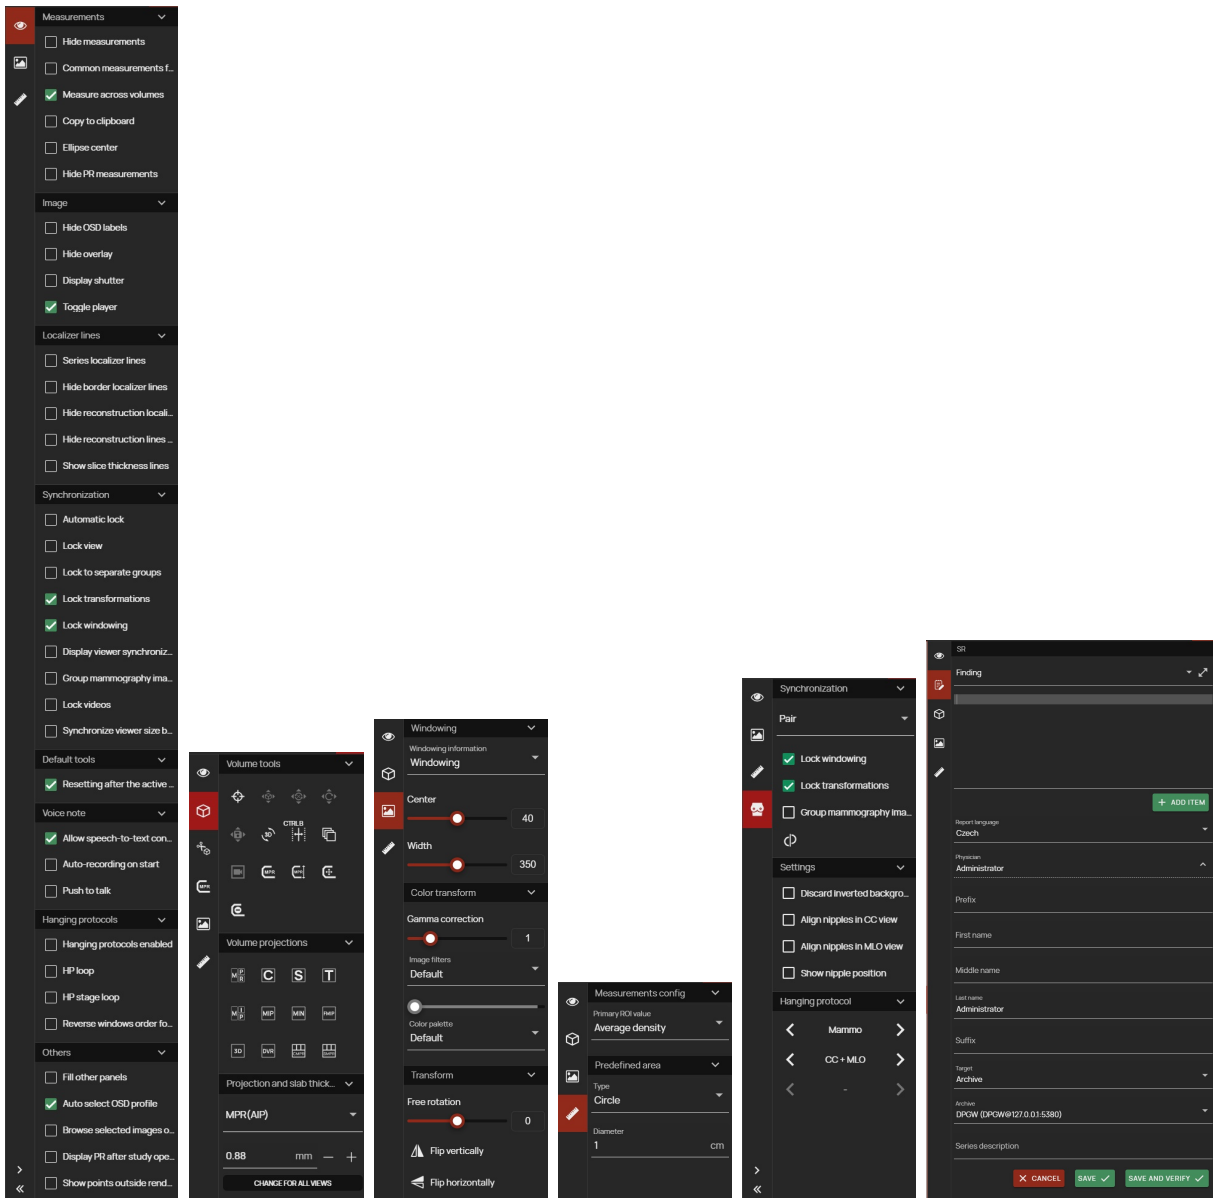 Measurements
Hide measurements
Common measurements f...
Measure across volumes
Copy to clipboard
Ellipse center
Hide PR measurements
Image
Hide OSD labels
Hide overlay
Display shutter
Toggle player
Localizer lines
Series localizer lines
Hide border localizer lines
Hide reconstruction locali...
Hide reconstruction lines ...
Show slice thickness lines
Synchronization
Automatic lock
Lock view
Lock to separate groups
Lock transformations
Lock windowing
Display viewer synchroniz...
Group mammography ima...
Lock videos
Synchronize viewer size b...
Default tools
Resetting after the active ...
Voice note
Allow speech-to-text con...
Auto-recording on start
Push to talk
Hanging protocols
Hanging protocols enabled
HP loop
HP stage loop
Reverse windows order fo...
Others
Fill other panels
Auto select OSD profile
Browse selected images o...
Display PR after study ope...
Show points outside rend...
Volume tools
3D
CTRL B
MPR
MPR
MPR
Volume projections
MPR C S T
MIP MIP MIN FMIP
3D DVR CMPR
Projection and slab thick...
MPR(AIP)
0.88 mm
CHANGE FOR ALL VIEWS
Windowing
Windowing information
Windowing
Center
40
Width
350
Color transform
Gamma correction
1
Image filters
Default
Color palette
Default
Transform
Free rotation
0
Flip vertically
Flip horizontally
Measurements config
Primary ROI value
Average density
Predefined area
Type
Circle
Diameter
1 cm
Synchronization
Pair
Lock windowing
Lock transformations
Group mammography ima...
Settings
Discard inverted backgro...
Align nipples in CC view
Align nipples in MLO view
Show nipple position
Hanging protocol
Mammo
CC + MLO
-
SR
Finding
+ ADD ITEM
Report language
Czech
Physician
Administrator
Prefix
First name
Middle name
Last name
Administrator
Suffix
Target
Archive
Archive
DPGW (DPGW@127.0.0.1:5380)
Series description
CANCEL SAVE SAVE AND VERIFY